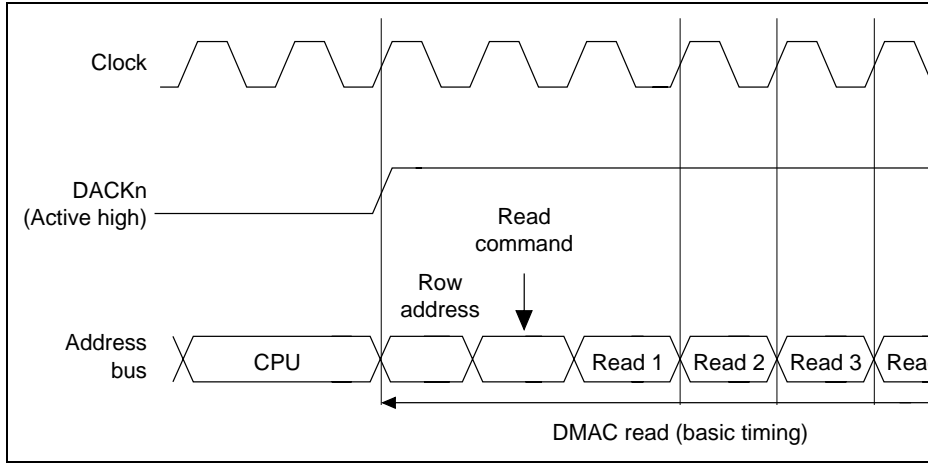 Clock
DACKn
(Active high)
Read
command
Row
address
Address
bus
CPU
Read 1
Read 2
Read 3
Rea
DMAC read (basic timing)